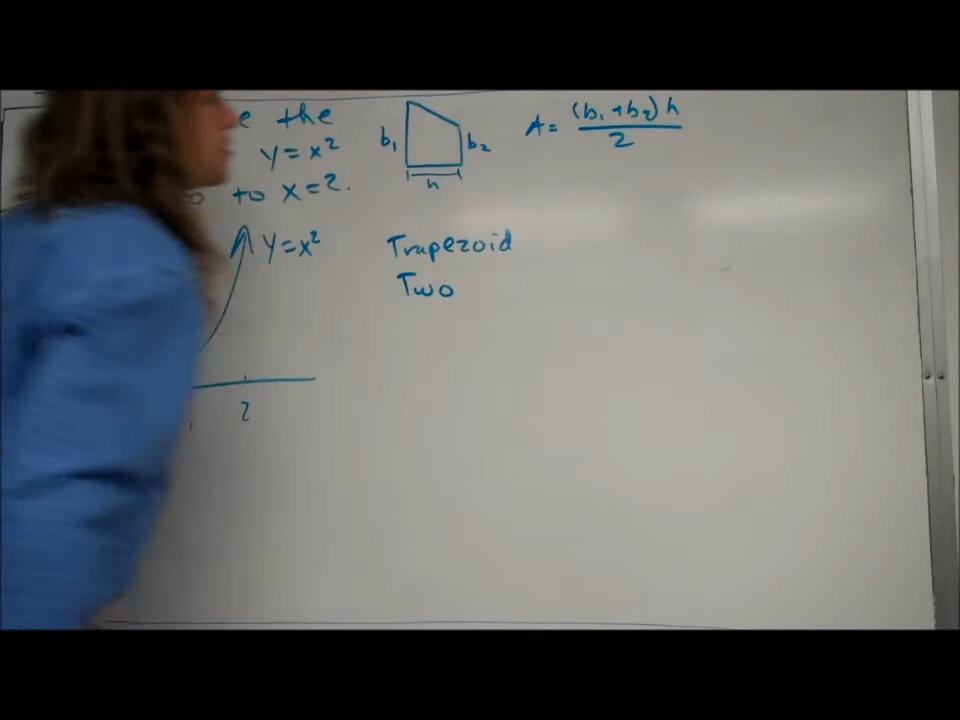 the
y=x²
to x=2.
b₁ b₂
h
A= (b₁+b₂)h
2
y=x²
Trapezoid
Two
2